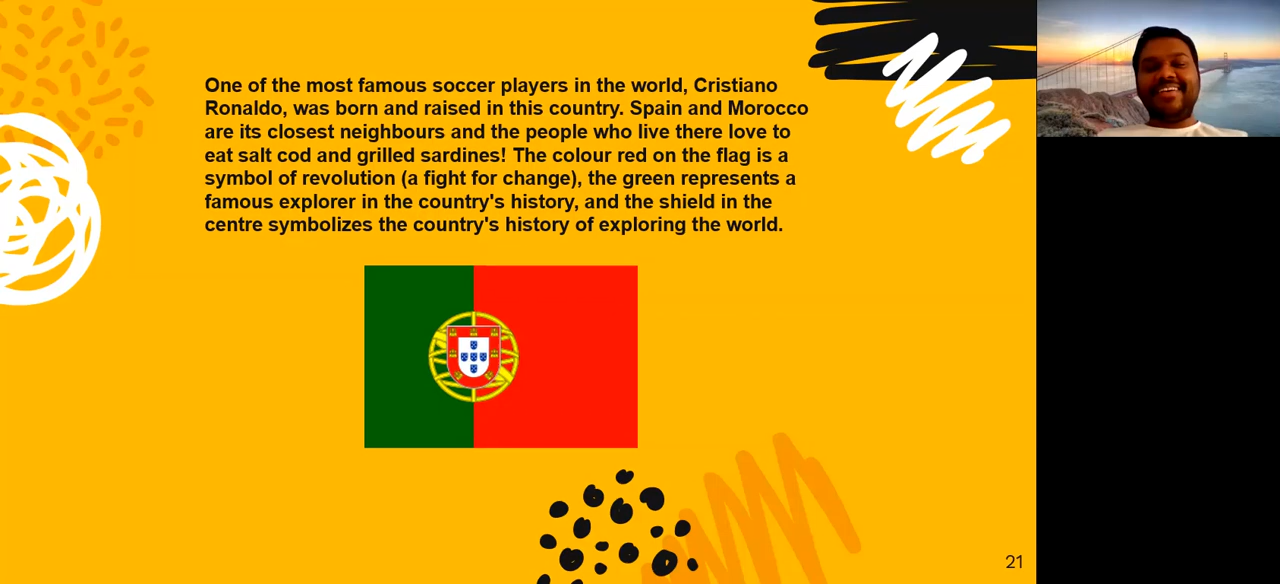 One of the most famous soccer players in the world, Cristiano
Ronaldo, was born and raised in this country. Spain and Morocco
are its closest neighbours and the people who live there love to
eat salt cod and grilled sardines! The colour red on the flag is a
symbol of revolution (a fight for change), the green represents a
famous explorer in the country's history, and the shield in the
centre symbolizes the country's history of exploring the world.
21